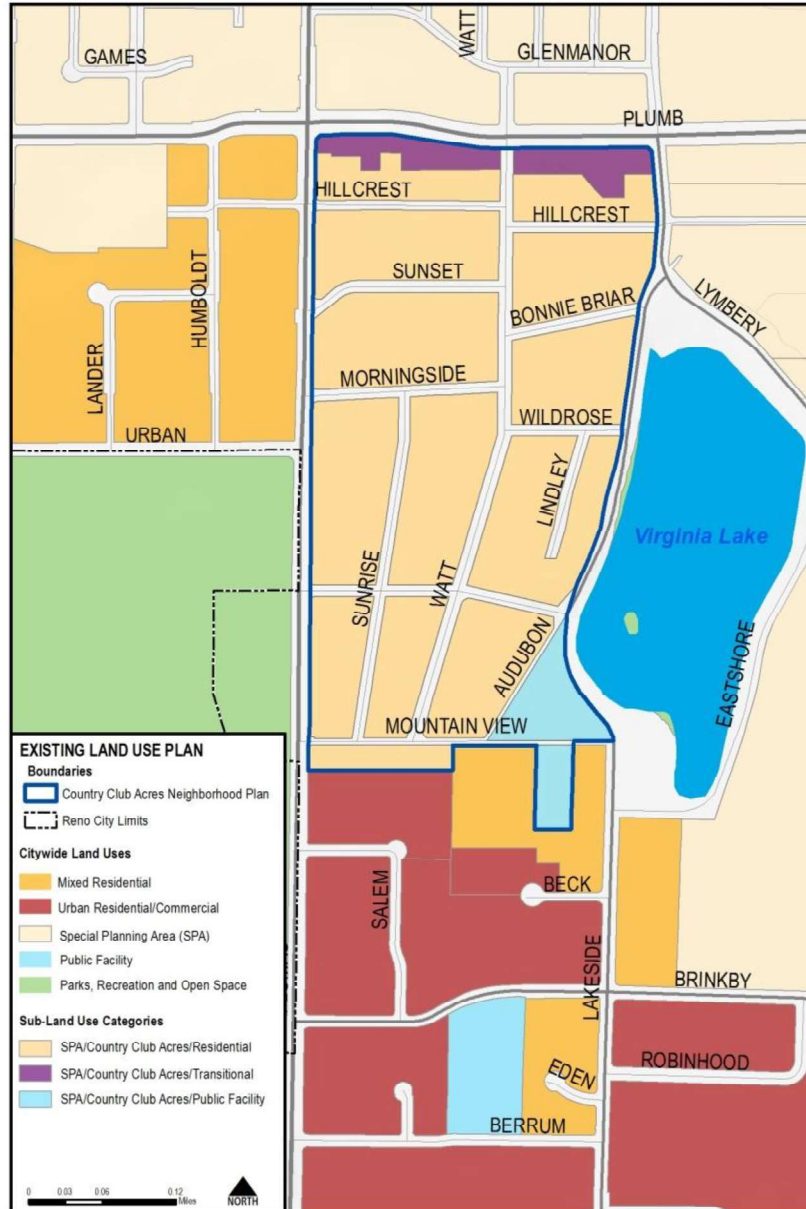 GAMES
WATT
GLENMANOR
PLUMB
HILLCREST
HILLCREST
SUNSET
HUMBOLDT
LYMBERY
BONNIE BRIAR
LANDER
MORNINGSIDE
WILDROSE
URBAN
LINDLEY
Virginia Lake
SUNRISE
WATT
AUDUBON
EASTSHORE
MOUNTAIN VIEW
EXISTING LAND USE PLAN
Boundaries
Country Club Acres Neighborhood Plan
Reno City Limits
Citywide Land Uses
Mixed Residential
Urban Residential/Commercial
Special Planning Area (SPA)
Public Facility
Parks, Recreation and Open Space
Sub-Land Use Categories
SPA/Country Club Acres/Residential
SPA/Country Club Acres/Transitional
SPA/Country Club Acres/Public Facility
0 0.03 0.06 0.12
Miles
NORTH
SALEM
BECK
LAKESIDE
BRINKBY
ROBINHOOD
EDEN
BERRUM